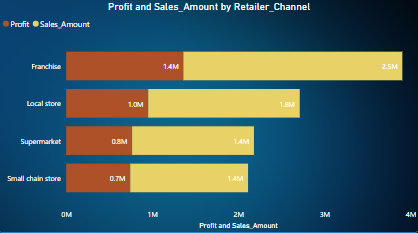 Profit and Sales_Amount by Retailer_Channel
Profit Sales_Amount
Franchise 1.4M 2.5M
Local store 1.0M 1.8M
Supermarket 0.8M 1.4M
Small chain store 0.7M 1.4M
0M 1M 2M 3M 4M
Profit and Sales_Amount